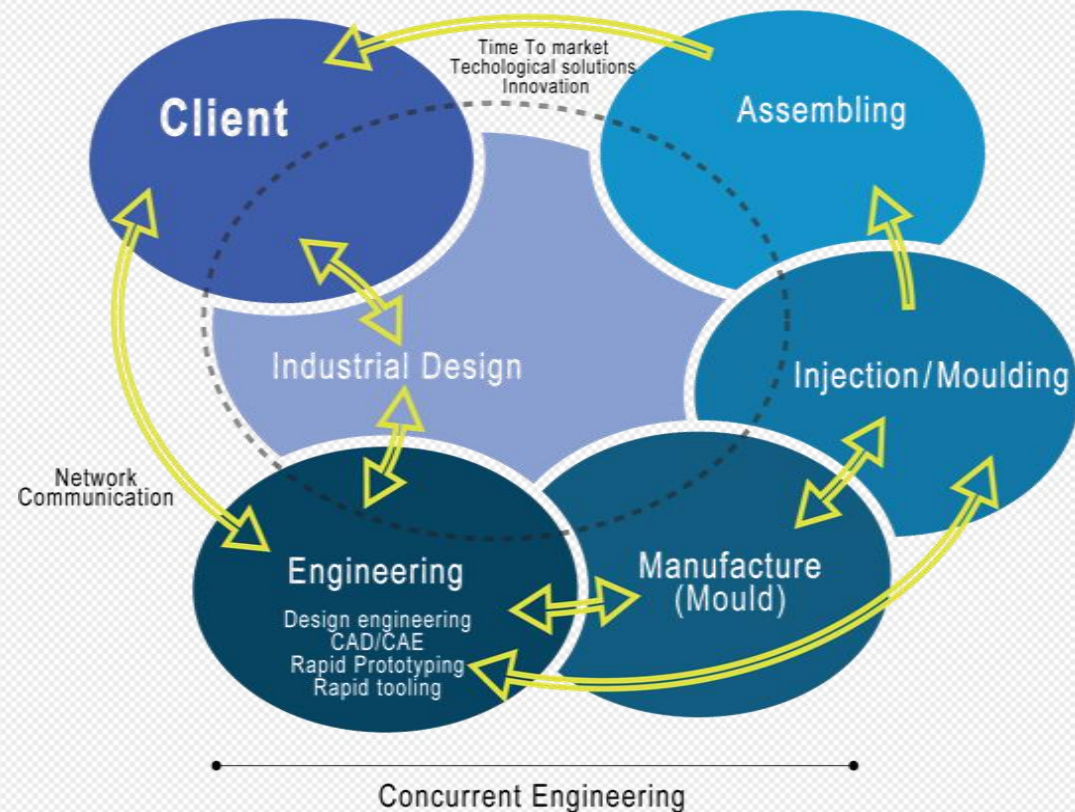 Time To market
Techological solutions
Innovation
Client
Assembling
Industrial Design
Injection/Moulding
Network
Communication
Engineering
Design engineering
CAD/CAE
Rapid Prototyping
Rapid tooling
Manufacture
(Mould)
Concurrent Engineering